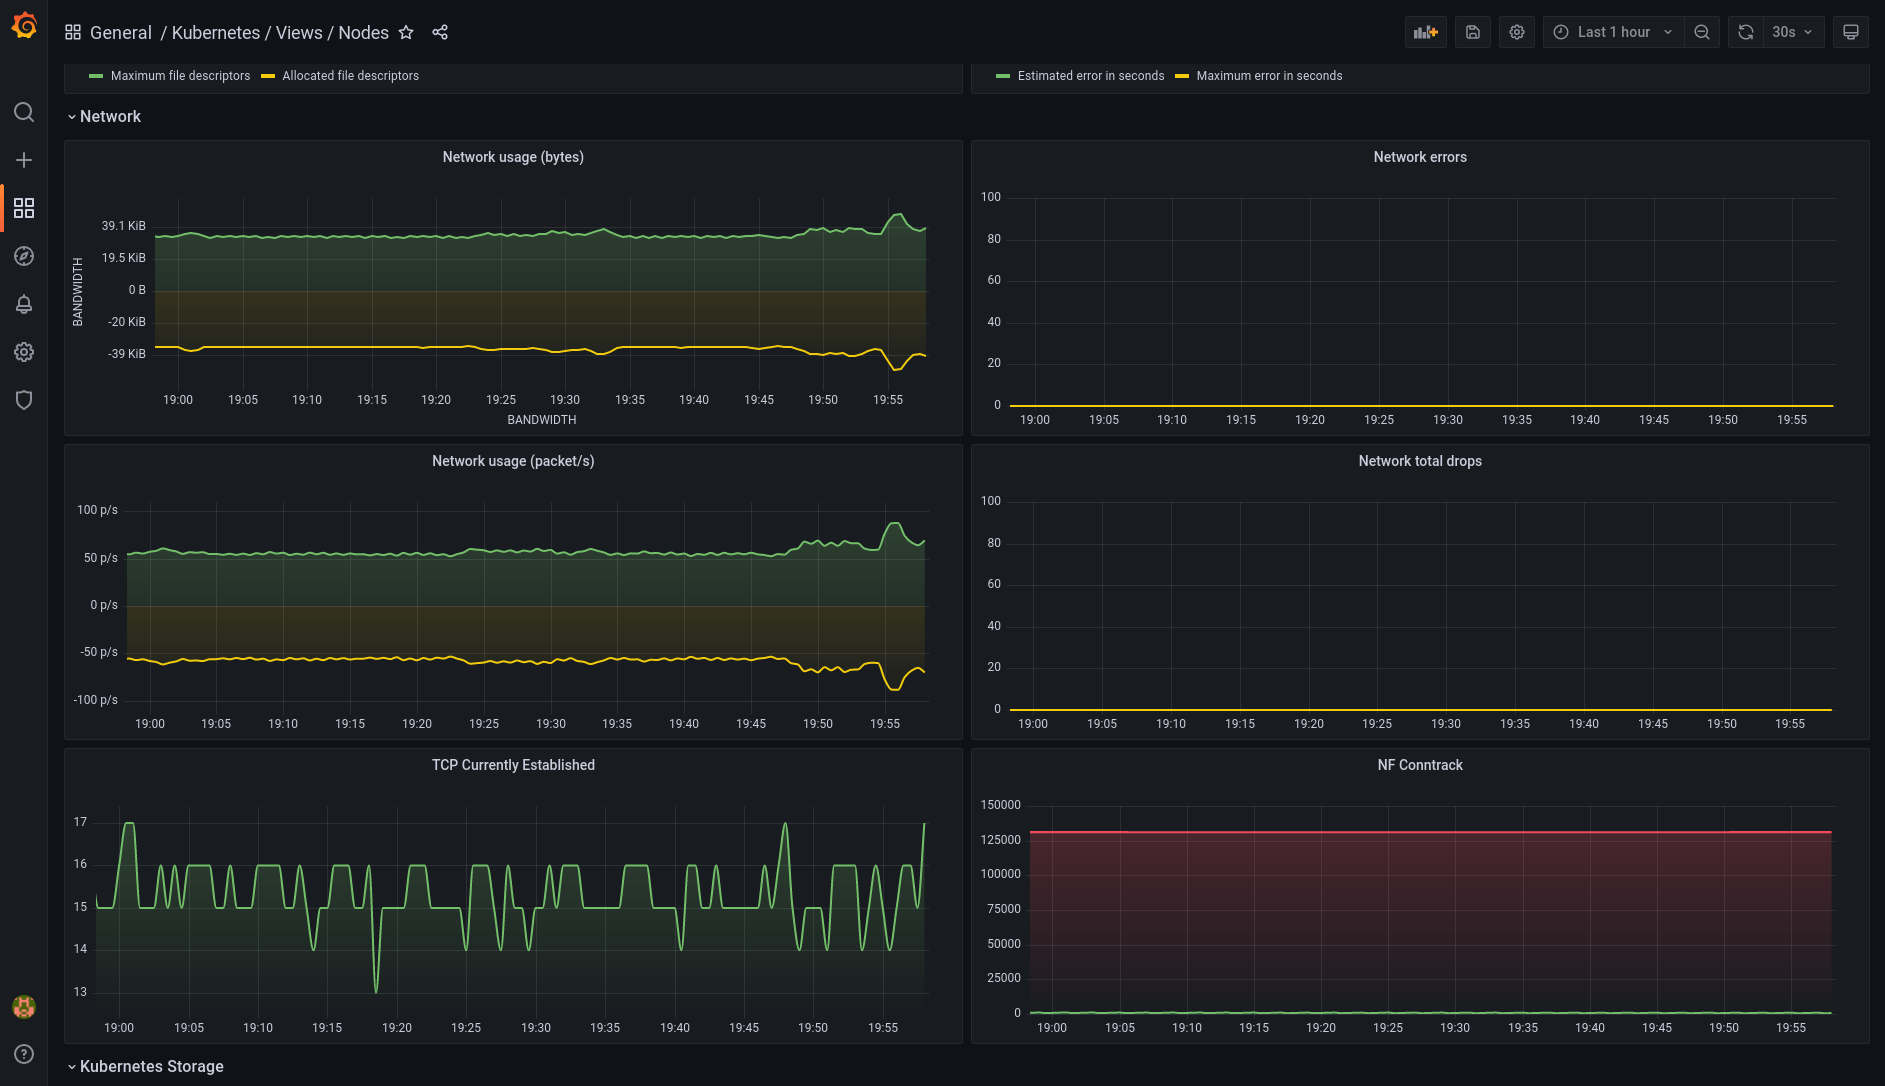 General / Kubernetes / Views / Nodes
Last 1 hour
30s
Maximum file descriptors Allocated file descriptors
Estimated error in seconds Maximum error in seconds
Network
Network usage (bytes)
BANDWIDTH
39.1 KiB
19.5 KiB
0 B
-20 KiB
-39 KiB
19:00 19:05 19:10 19:15 19:20 19:25 19:30 19:35 19:40 19:45 19:50 19:55
BANDWIDTH
Network errors
100
80
60
40
20
0
19:00 19:05 19:10 19:15 19:20 19:25 19:30 19:35 19:40 19:45 19:50 19:55
Network usage (packet/s)
100 p/s
50 p/s
0 p/s
-50 p/s
-100 p/s
19:00 19:05 19:10 19:15 19:20 19:25 19:30 19:35 19:40 19:45 19:50 19:55
Network total drops
100
80
60
40
20
0
19:00 19:05 19:10 19:15 19:20 19:25 19:30 19:35 19:40 19:45 19:50 19:55
TCP Currently Established
17
16
15
14
13
19:00 19:05 19:10 19:15 19:20 19:25 19:30 19:35 19:40 19:45 19:50 19:55
NF Conntrack
150000
125000
100000
75000
50000
25000
0
19:00 19:05 19:10 19:15 19:20 19:25 19:30 19:35 19:40 19:45 19:50 19:55
Kubernetes Storage